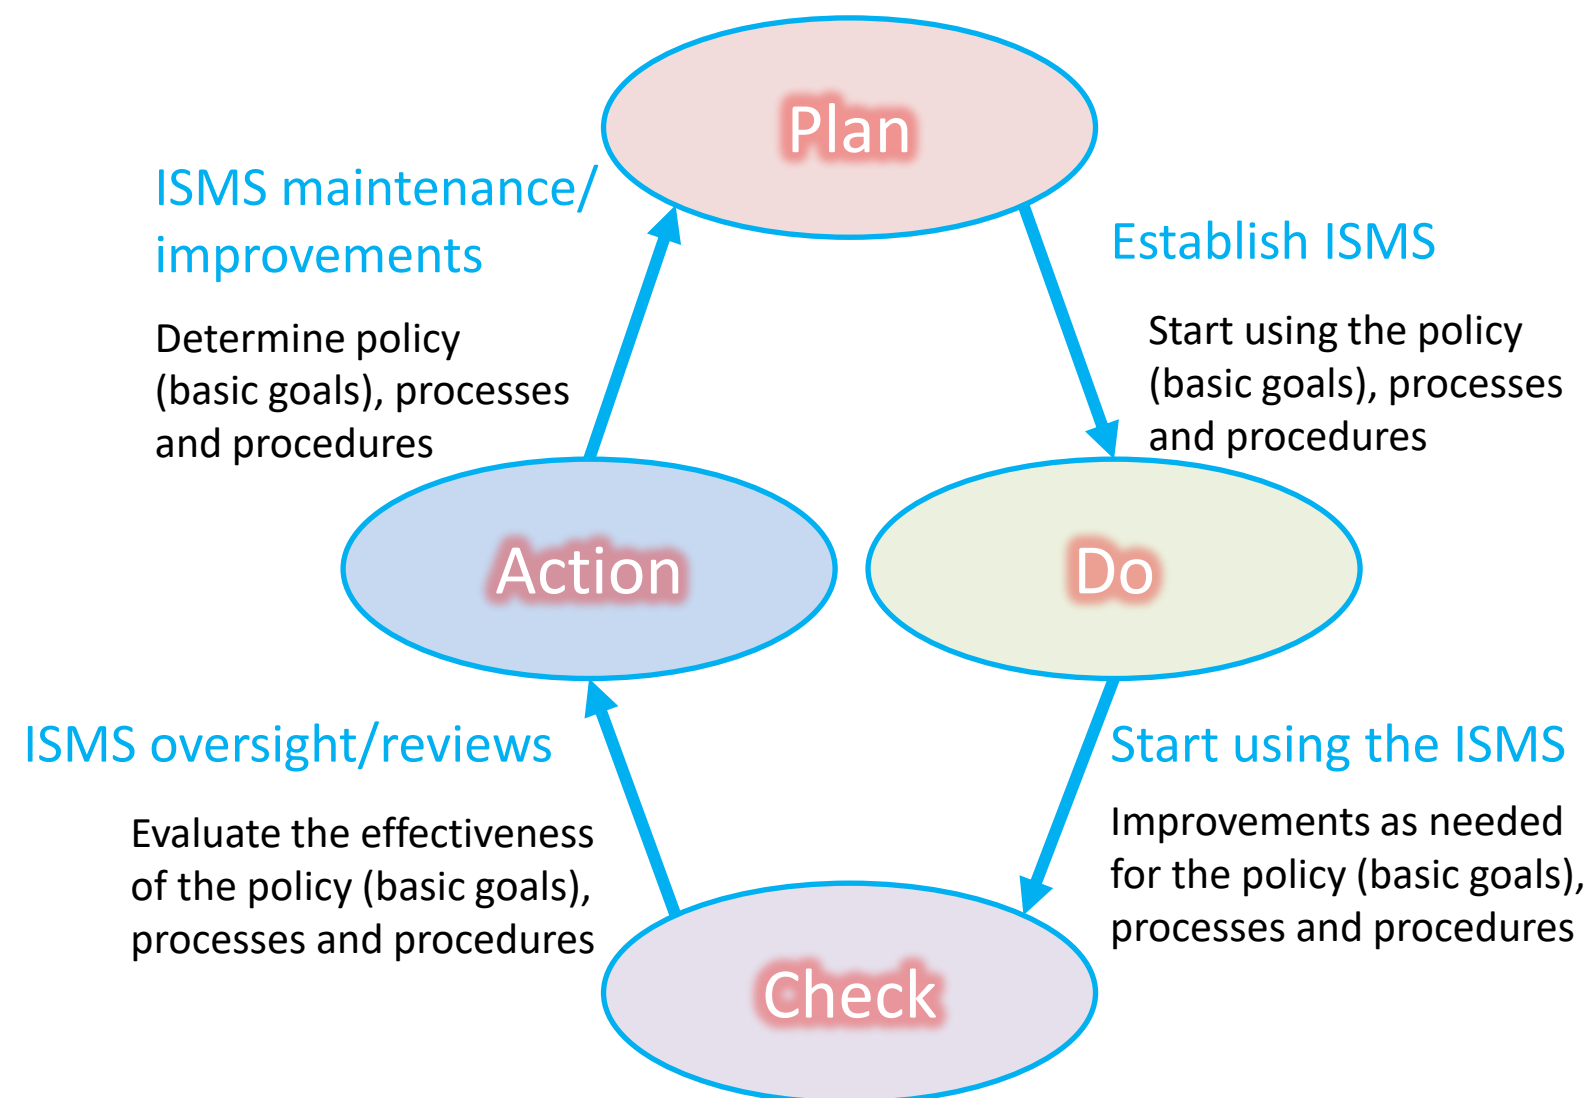 Plan
ISMS maintenance/
improvements
Determine policy
(basic goals), processes
and procedures
Establish ISMS
Start using the policy
(basic goals), processes
and procedures
Action
Do
ISMS oversight/reviews
Evaluate the effectiveness
of the policy (basic goals),
processes and procedures
Start using the ISMS
Improvements as needed
for the policy (basic goals),
processes and procedures
Check